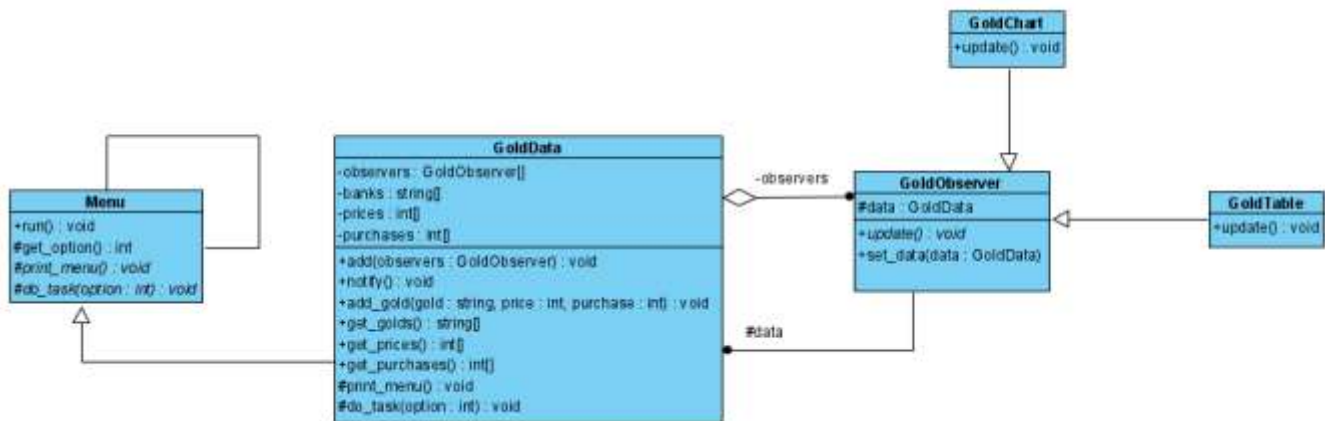 GoldChart
+update() : void
Menu
+run() : void
#get_option() : int
#print_menu() : void
#do_task(option : int) : void
GoldData
-observers : GoldObserver[]
-banks : string[]
-prices : int[]
-purchases : int[]
+add(observers : GoldObserver) : void
+notify() : void
+add_gold(gold : string, price : int, purchase : int) : void
+get_golds() : string[]
+get_prices() : int[]
+get_purchases() : int[]
#print_menu() : void
#do_task(option : int) : void
-observers
#data
GoldObserver
#data : GoldData
+update() : void
+set_data(data : GoldData)
GoldTable
+update() : void